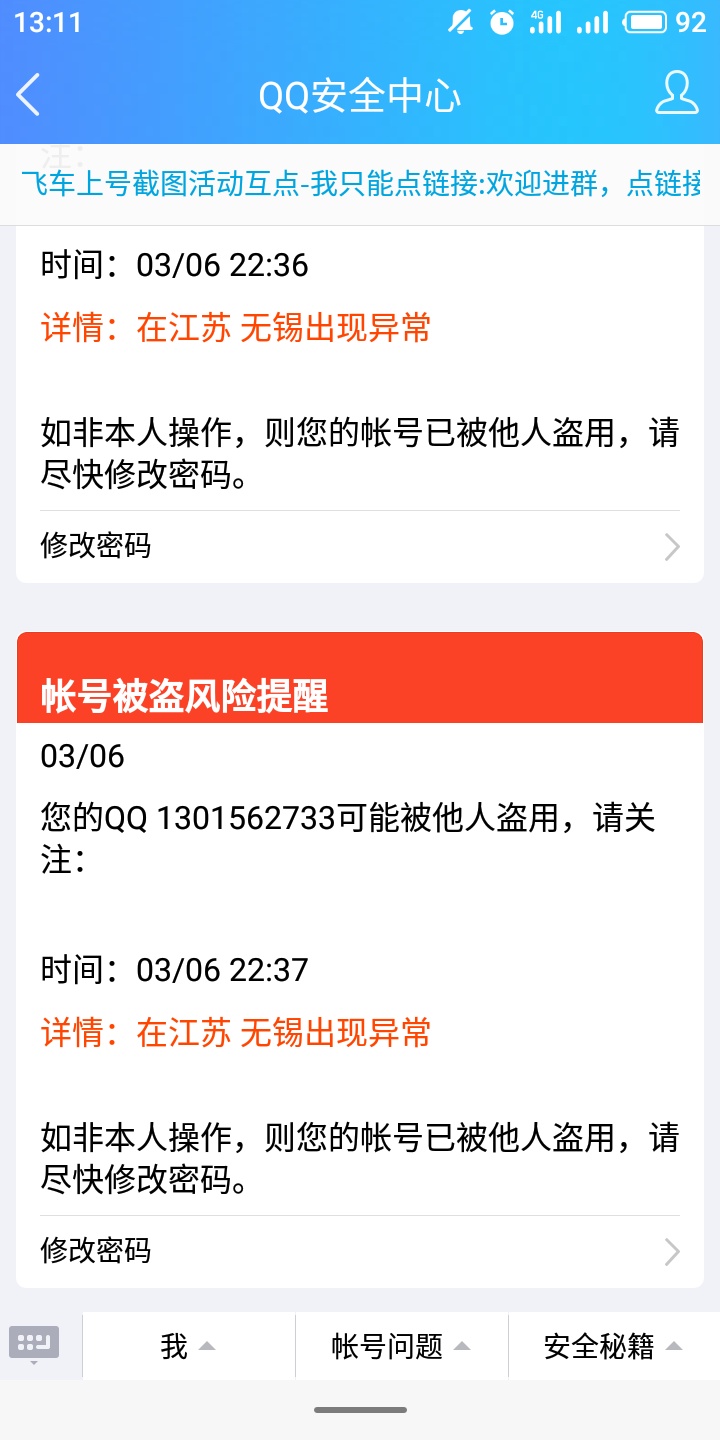 13:11
4G
92
QQ安全中心
注：
飞车上号截图活动互点-我只能点链接:欢迎进群，点链接
时间：03/06 22:36
详情：在江苏 无锡出现异常
如非本人操作，则您的帐号已被他人盗用，请
尽快修改密码。
修改密码
帐号被盗风险提醒
03/06
您的QQ 1301562733可能被他人盗用，请关
注：
时间：03/06 22:37
详情：在江苏 无锡出现异常
如非本人操作，则您的帐号已被他人盗用，请
尽快修改密码。
修改密码
我
帐号问题
安全秘籍